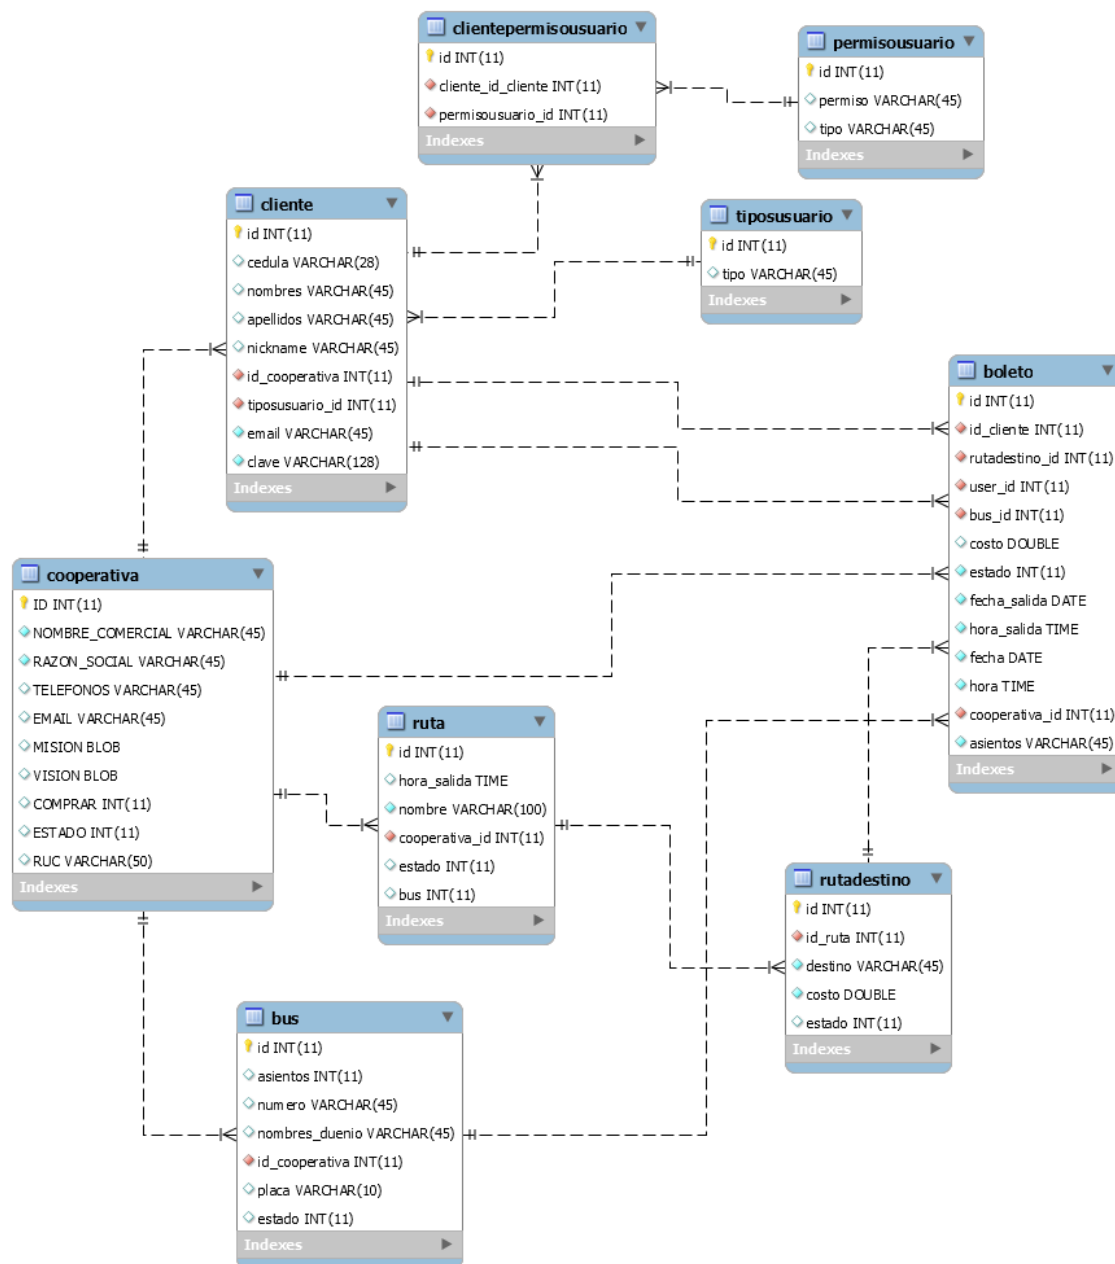 clientepermisousuario
id INT(11)
cliente_id_cliente INT(11)
permisousuario_id INT(11)
Indexes
permisousuario
id INT(11)
permiso VARCHAR(45)
tipo VARCHAR(45)
Indexes
cliente
id INT(11)
cedula VARCHAR(28)
nombres VARCHAR(45)
apellidos VARCHAR(45)
nickname VARCHAR(45)
id_cooperativa INT(11)
tiposusuario_id INT(11)
email VARCHAR(45)
clave VARCHAR(128)
Indexes
tiposusuario
id INT(11)
tipo VARCHAR(45)
Indexes
boleto
id INT(11)
id_cliente INT(11)
rutadestino_id INT(11)
user_id INT(11)
bus_id INT(11)
costo DOUBLE
estado INT(11)
fecha_salida DATE
hora_salida TIME
fecha DATE
hora TIME
cooperativa_id INT(11)
asientos VARCHAR(45)
Indexes
cooperativa
ID INT(11)
NOMBRE_COMERCIAL VARCHAR(45)
RAZON_SOCIAL VARCHAR(45)
TELEFONOS VARCHAR(45)
EMAIL VARCHAR(45)
MISION BLOB
VISION BLOB
COMPRAR INT(11)
ESTADO INT(11)
RUC VARCHAR(50)
Indexes
ruta
id INT(11)
hora_salida TIME
nombre VARCHAR(100)
cooperativa_id INT(11)
estado INT(11)
bus INT(11)
Indexes
rutadestino
id INT(11)
id_ruta INT(11)
destino VARCHAR(45)
costo DOUBLE
estado INT(11)
Indexes
bus
id INT(11)
asientos INT(11)
numero VARCHAR(45)
nombres_duenio VARCHAR(45)
id_cooperativa INT(11)
placa VARCHAR(10)
estado INT(11)
Indexes